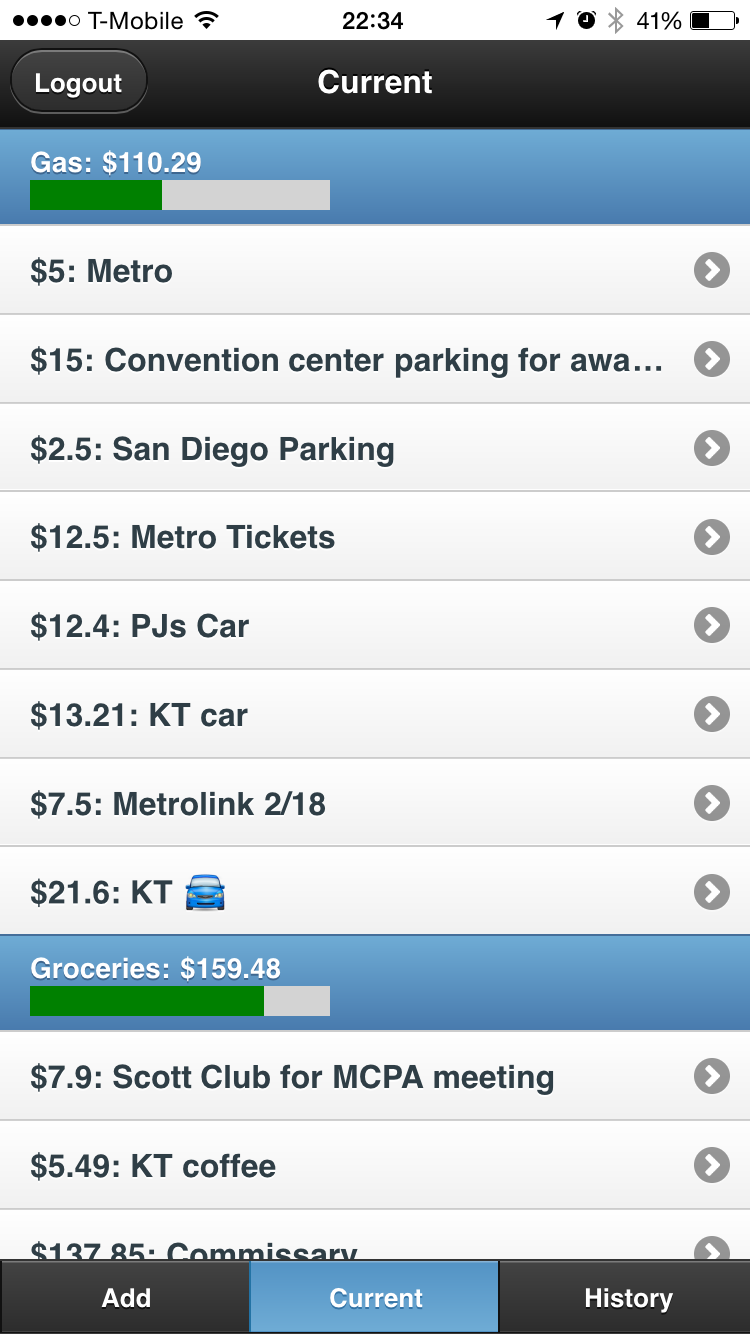 T-Mobile 22:34 41%
Logout Current
Gas: $110.29
$5: Metro
$15: Convention center parking for awa...
$2.5: San Diego Parking
$12.5: Metro Tickets
$12.4: PJs Car
$13.21: KT car
$7.5: Metrolink 2/18
$21.6: KT 🚘
Groceries: $159.48
$7.9: Scott Club for MCPA meeting
$5.49: KT coffee
$137.85: Commissary
Add Current History